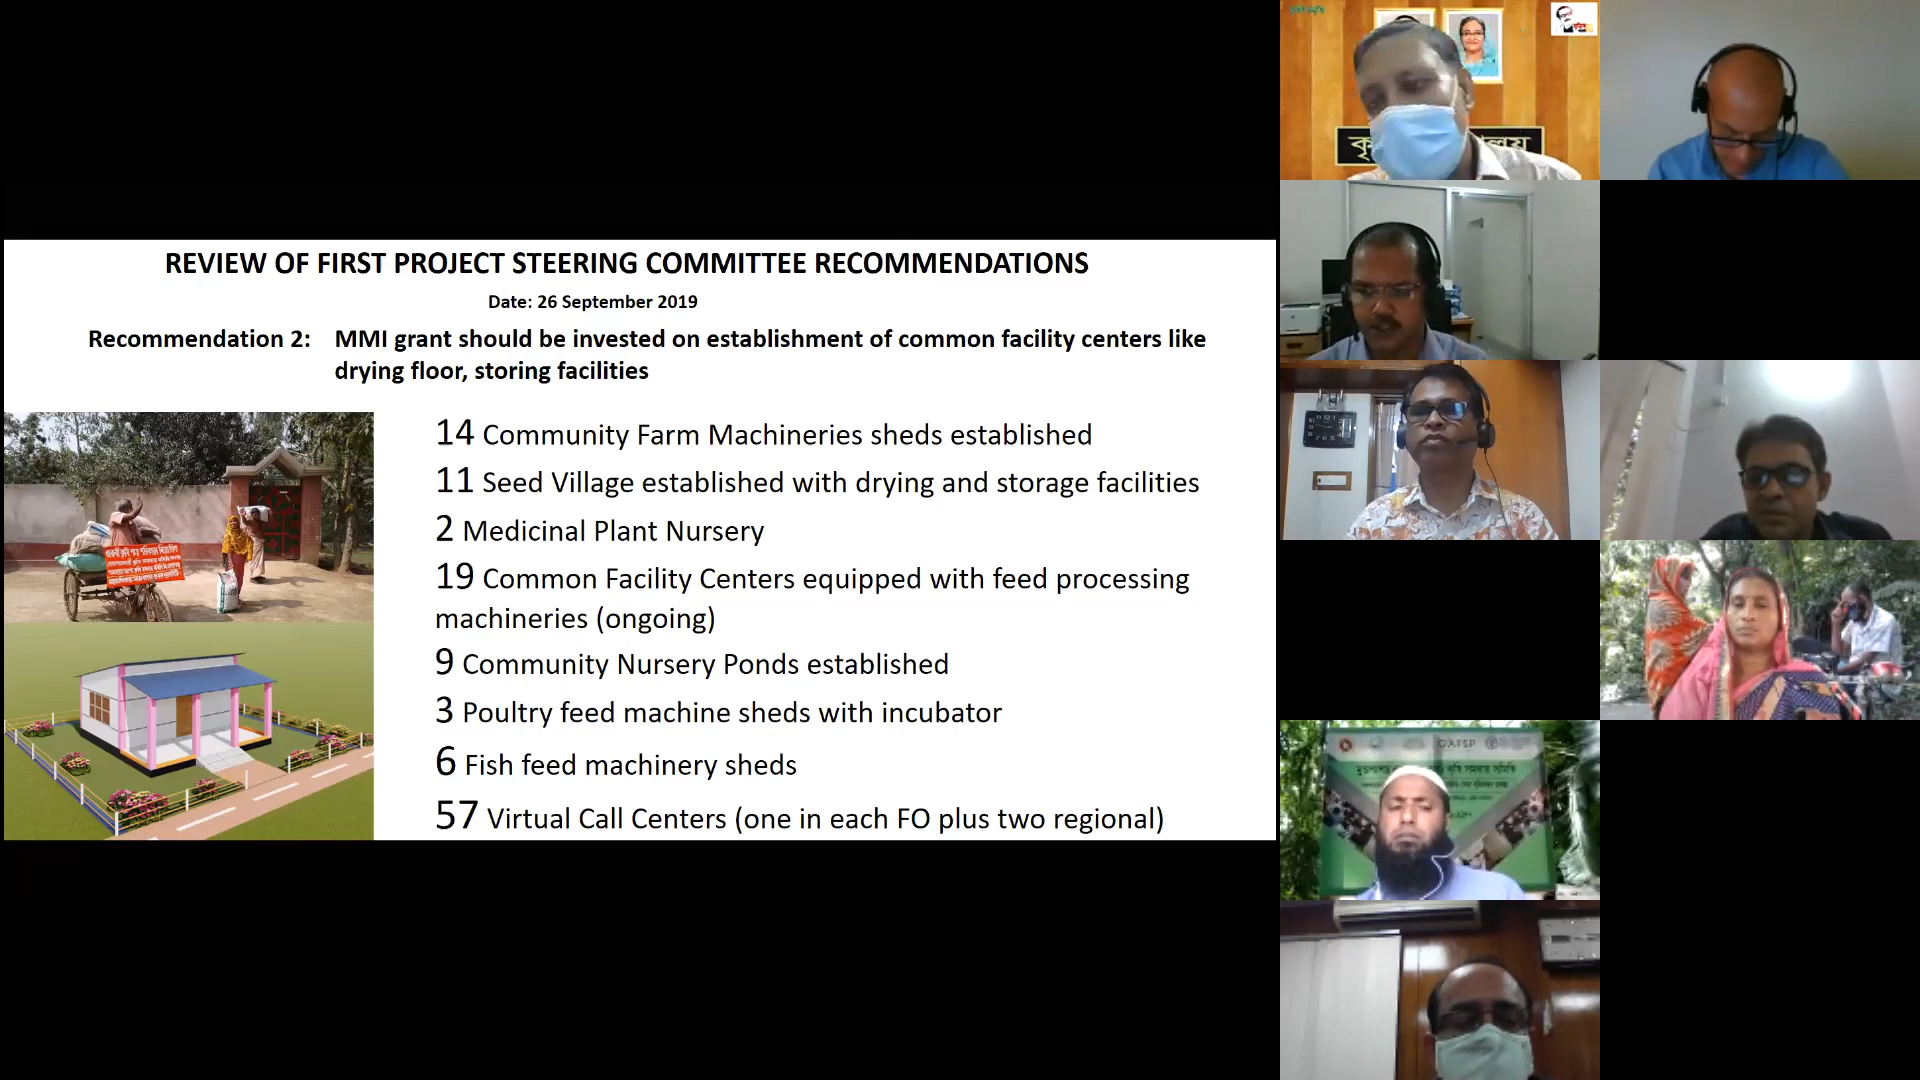 REVIEW OF FIRST PROJECT STEERING COMMITTEE RECOMMENDATIONS
Date: 26 September 2019
Recommendation 2: MMI grant should be invested on establishment of common facility centers like
drying floor, storing facilities
14 Community Farm Machineries sheds established
11 Seed Village established with drying and storage facilities
2 Medicinal Plant Nursery
19 Common Facility Centers equipped with feed processing
machineries (ongoing)
9 Community Nursery Ponds established
3 Poultry feed machine sheds with incubator
6 Fish feed machinery sheds
57 Virtual Call Centers (one in each FO plus two regional)
GAFSP
কৃষি সমবায় সমিতি